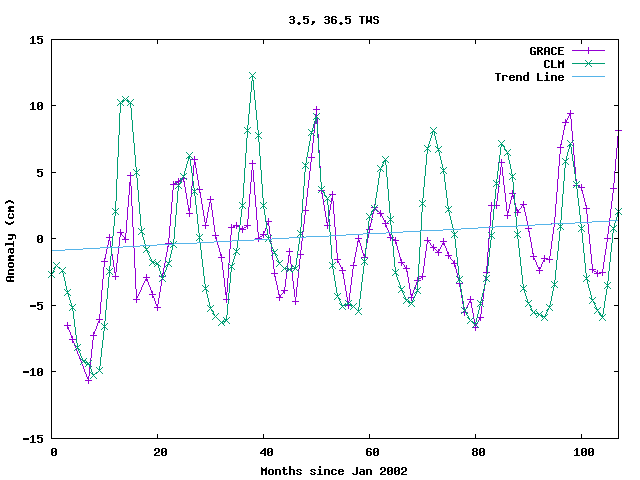 3.5, 36.5 TWS
15
GRACE
CLM
Trend Line
10
5
0
-5
-10
-15
Anomaly (cm)
0 20 40 60 80 100
Months since Jan 2002